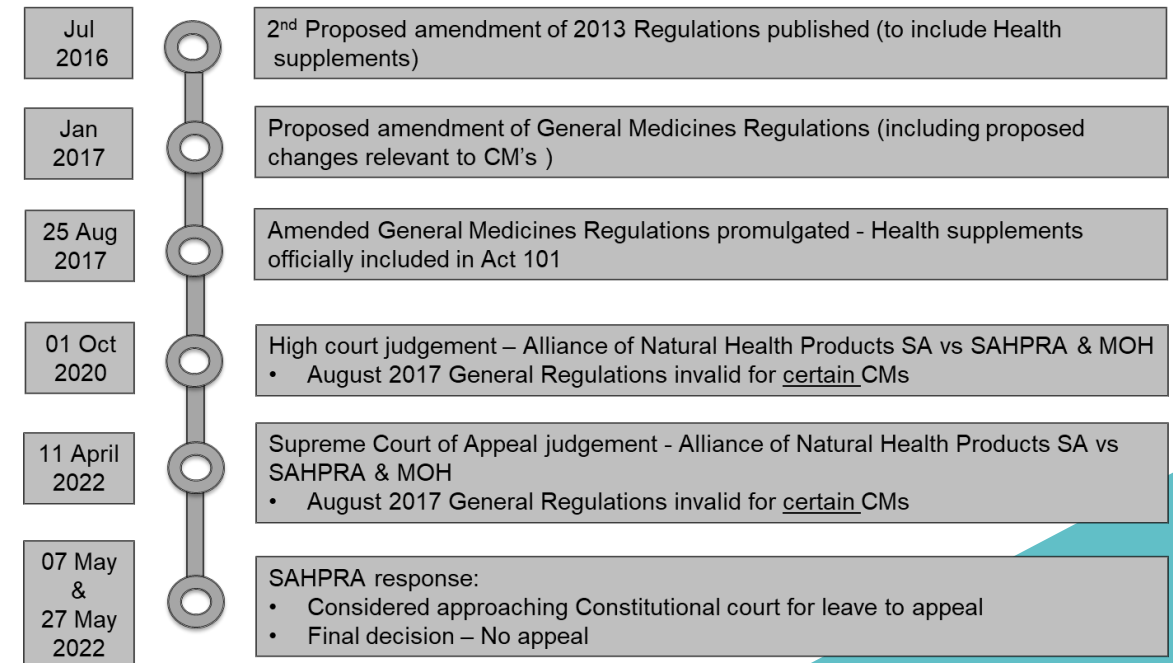 Jul
2016
2nd Proposed amendment of 2013 Regulations published (to include Health
supplements)
Jan
2017
Proposed amendment of General Medicines Regulations (including proposed
changes relevant to CM's )
25 Aug
2017
Amended General Medicines Regulations promulgated - Health supplements
officially included in Act 101
01 Oct
2020
High court judgement – Alliance of Natural Health Products SA vs SAHPRA & MOH
• August 2017 General Regulations invalid for certain CMs
11 April
2022
Supreme Court of Appeal judgement - Alliance of Natural Health Products SA vs
SAHPRA & MOH
• August 2017 General Regulations invalid for certain CMs
07 May
&
27 May
2022
SAHPRA response:
• Considered approaching Constitutional court for leave to appeal
• Final decision – No appeal